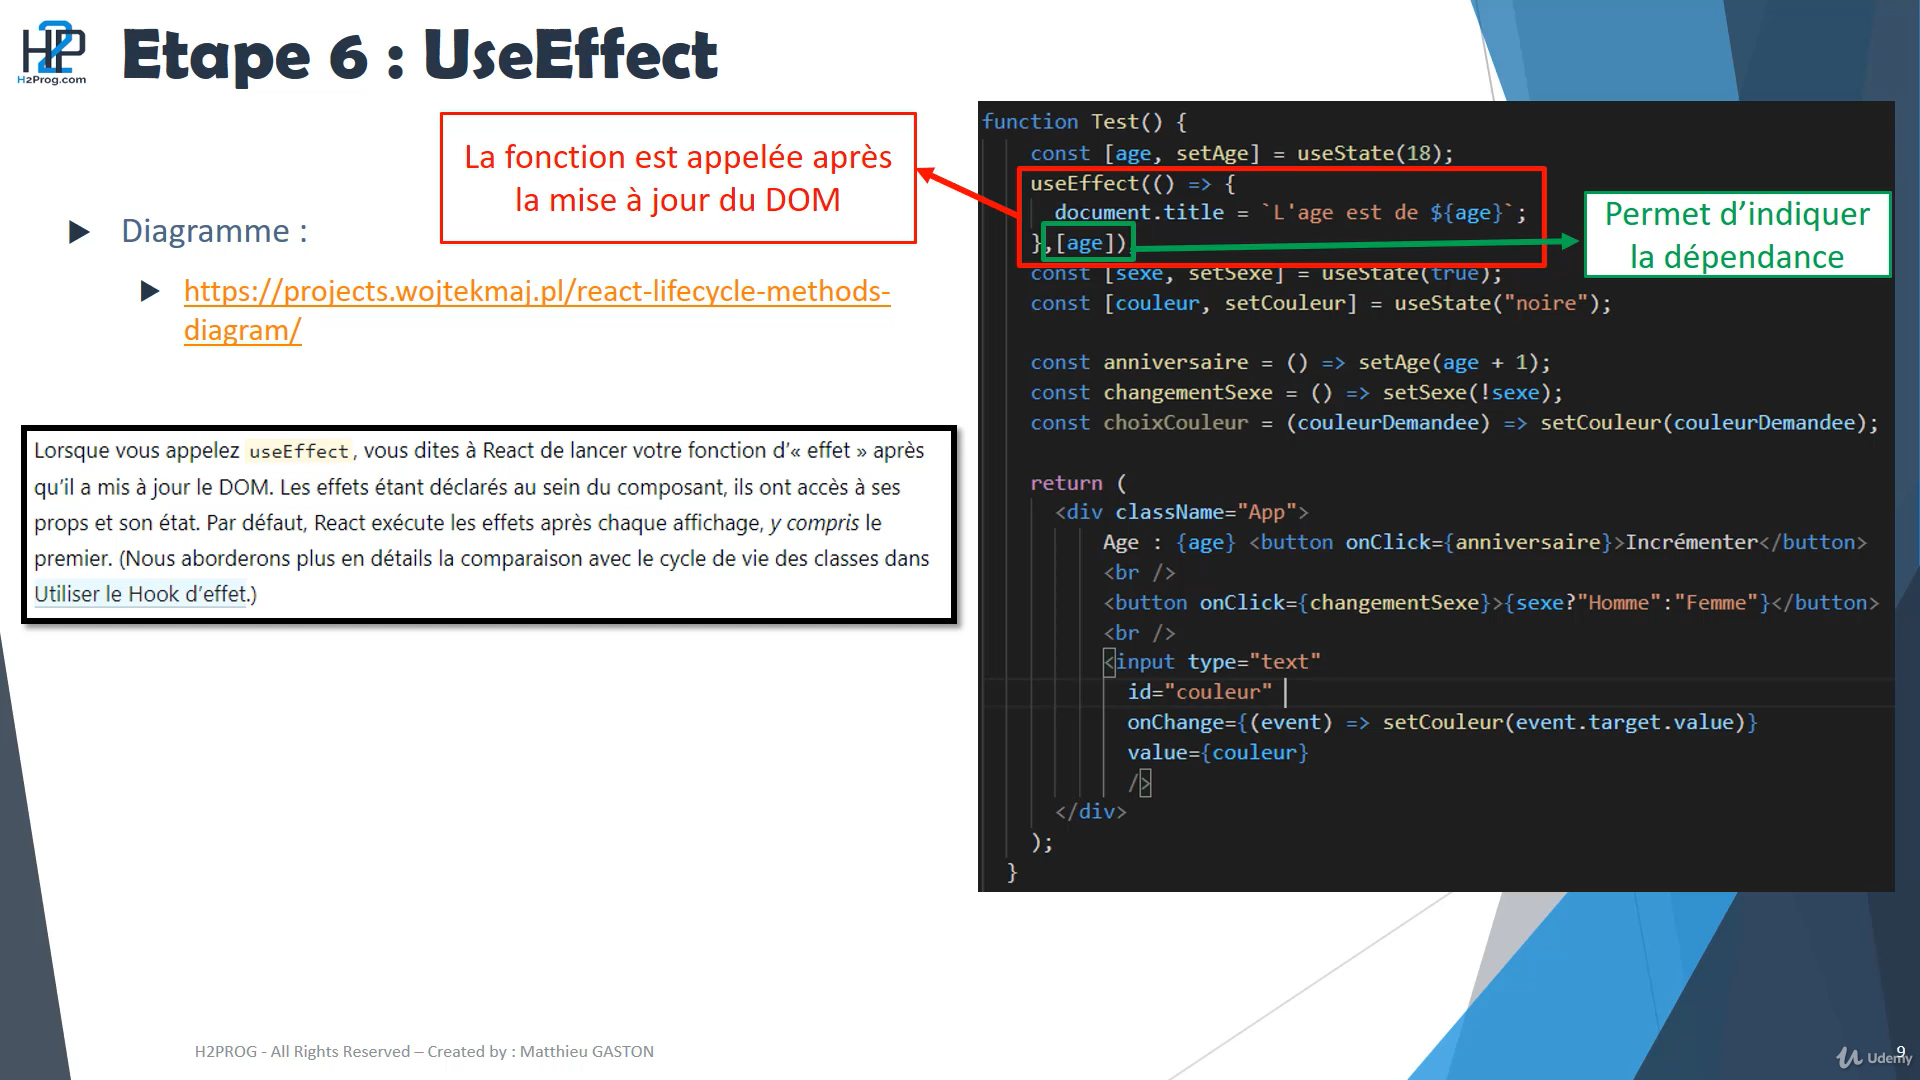 H2P
H2Prog.com
Etape 6 : UseEffect
La fonction est appelée après
la mise à jour du DOM
Diagramme :
https://projects.wojtekmaj.pl/react-lifecycle-methods-
diagram/
Lorsque vous appelez useEffect, vous dites à React de lancer votre fonction d’« effet » après
qu’il a mis à jour le DOM. Les effets étant déclarés au sein du composant, ils ont accès à ses
props et son état. Par défaut, React exécute les effets après chaque affichage, y compris le
premier. (Nous aborderons plus en détails la comparaison avec le cycle de vie des classes dans
Utiliser le Hook d’effet.)
function Test() {
const [age, setAge] = useState(18);
useEffect(() => {
document.title = `L'age est de ${age}`;
},[age])
const [sexe, setSexe] = useState(true);
const [couleur, setCouleur] = useState("noire");
const anniversaire = () => setAge(age + 1);
const changementSexe = () => setSexe(!sexe);
const choixCouleur = (couleurDemandee) => setCouleur(couleurDemandee);
return (
<div className="App">
Age : {age} <button onClick={anniversaire}>Incrémenter</button>
<br />
<button onClick={changementSexe}>{sexe?"Homme":"Femme"}</button>
<br />
<input type="text"
id="couleur"
onChange={(event) => setCouleur(event.target.value)}
value={couleur}
/>
</div>
);
}
Permet d’indiquer
la dépendance
H2PROG - All Rights Reserved – Created by : Matthieu GASTON
9
Udemy